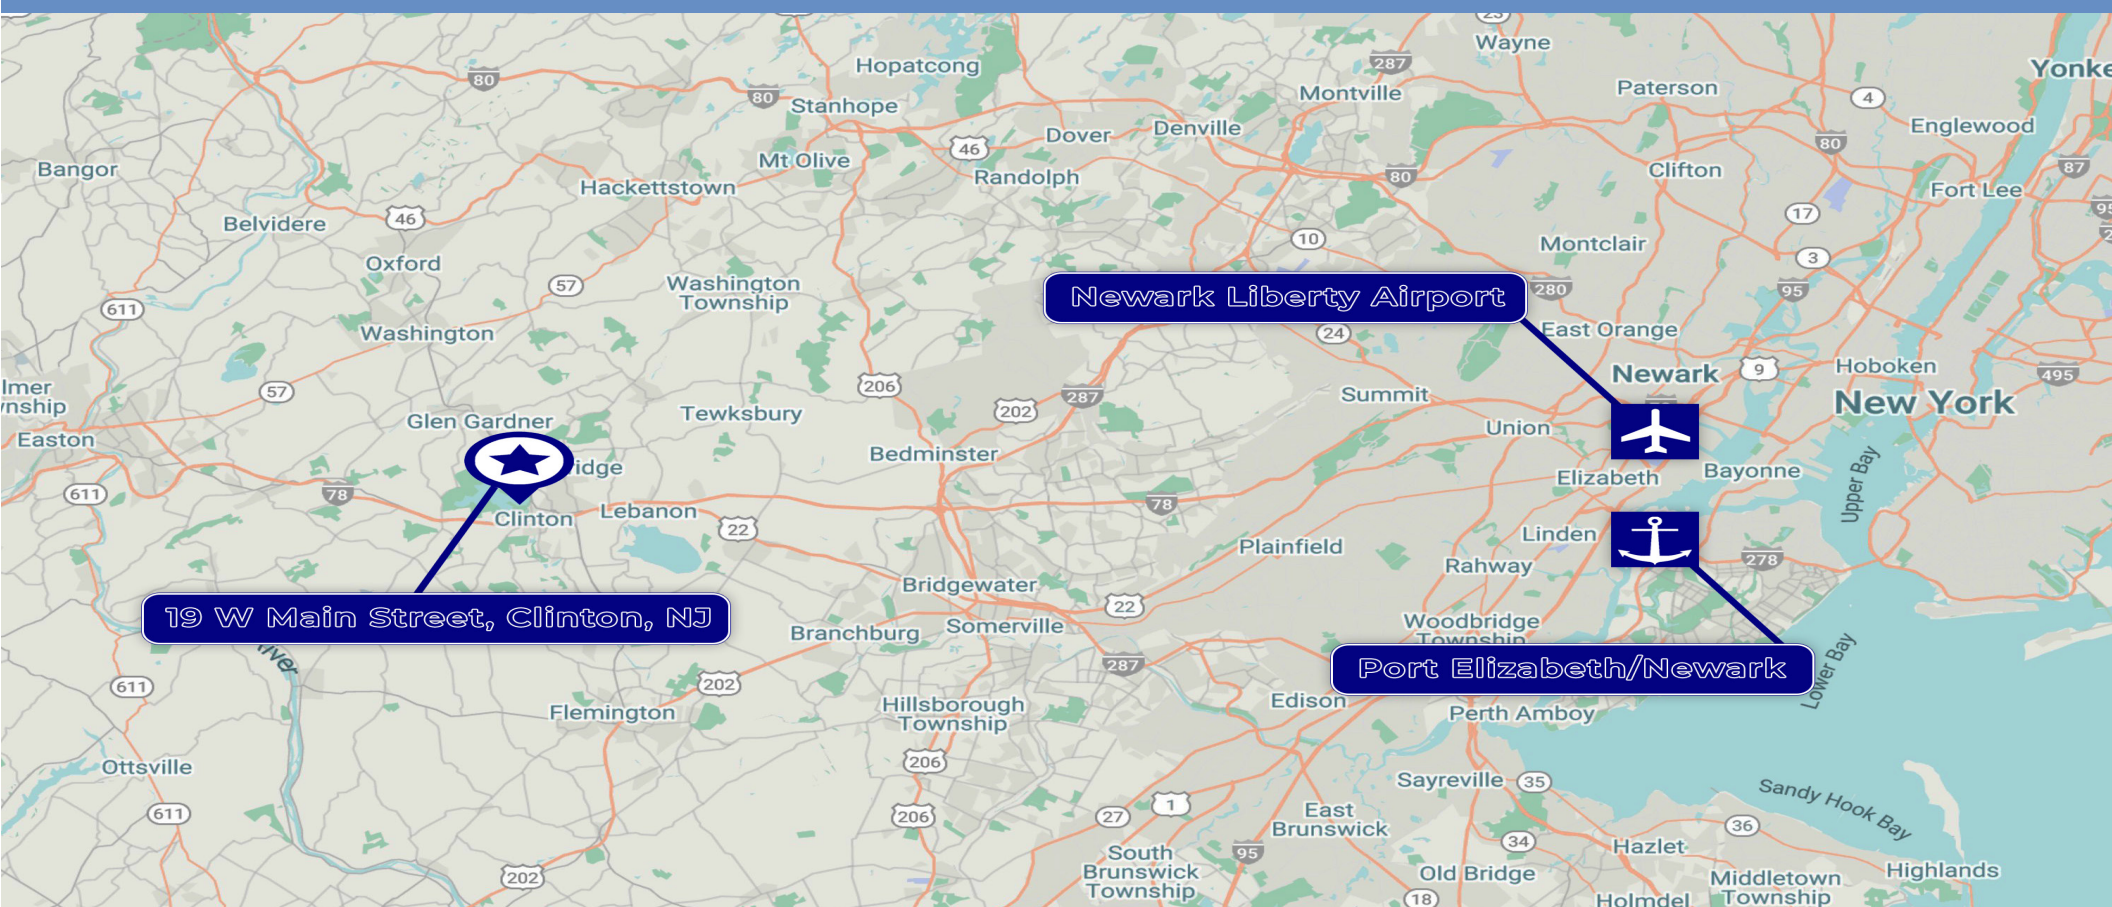 23
Wayne
Hopatcong
287
Yonke
80
Montville
Paterson
80
Stanhope
4
Dover
Denville
Englewood
46
80
Mt Olive
Bangor
Clifton
87
Hackettstown
Randolph
80
Fort Lee
46
17
95
Belvidere
10
2
Montclair
Oxford
3
57
Washington
Township
Newark Liberty Airport
280
95
611
Washington
24
East Orange
Hoboken
Newark
9
495
lmer
nship
57
206
287
Summit
New York
202
Glen Gardner
Tewksbury
Union
Easton
Bedminster
idge
Elizabeth
Bayonne
Upper Bay
611
78
78
Clinton
Lebanon
22
Linden
Plainfield
278
Rahway
Bridgewater
22
19 W Main Street, Clinton, NJ
Branchburg
Somerville
Woodbridge
Township
iver
287
Port Elizabeth/Newark
Lower Bay
611
202
Flemington
Hillsborough
Township
Edison
Perth Amboy
Ottsville
206
Sayreville
35
Sandy Hook Bay
611
206
27
1
East
Brunswick
36
34
Hazlet
South
Brunswick
Township
95
Old Bridge
Middletown
Township
Highlands
202
18
Holmdel